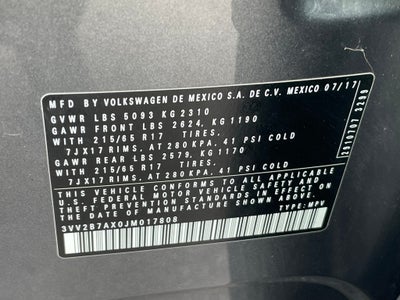 MFD BY VOLKSWAGEN DE MEXICO S.A. DE C.V. MEXICO 07/17
GVWR LBS 5093 KG 2310
GAWR FRONT LBS 2624, KG 1190
WITH 215/65 R17 TIRES.
7JX17 RIMS. AT 280 KPA, 41 PSI COLD
GAWR REAR LBS 2579, KG 1170
WITH 215/65 R17 TIRES.
7JX17 RIMS. AT 280 KPA. 41 PSI COLD
THIS VEHICLE CONFORMS TO ALL APPLICABLE
U.S. FEDERAL MOTOR VEHICLE SAFETY AND
THEFT PREVENTION STANDARDS IN EFFECT ON
THE DATE OF MANUFACTURE SHOWN ABOVE.
3VV2B7AX0JM017808 TYPE: MPV